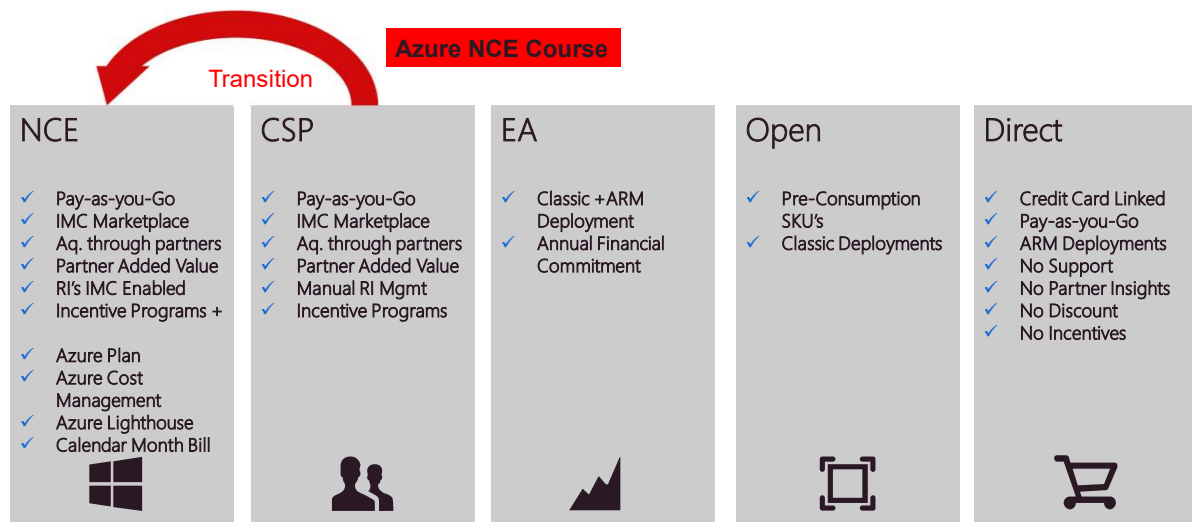 Azure NCE Course
Transition
NCE
Pay-as-you-Go
IMC Marketplace
Aq. through partners
Partner Added Value
RI's IMC Enabled
Incentive Programs +
Azure Plan
Azure Cost
Management
Azure Lighthouse
Calendar Month Bill
CSP
Pay-as-you-Go
IMC Marketplace
Aq. through partners
Partner Added Value
Manual RI Mgmt
Incentive Programs
EA
Classic +ARM
Deployment
Annual Financial
Commitment
Open
Pre-Consumption
SKU's
Classic Deployments
Direct
Credit Card Linked
Pay-as-you-Go
ARM Deployments
No Support
No Partner Insights
No Discount
No Incentives